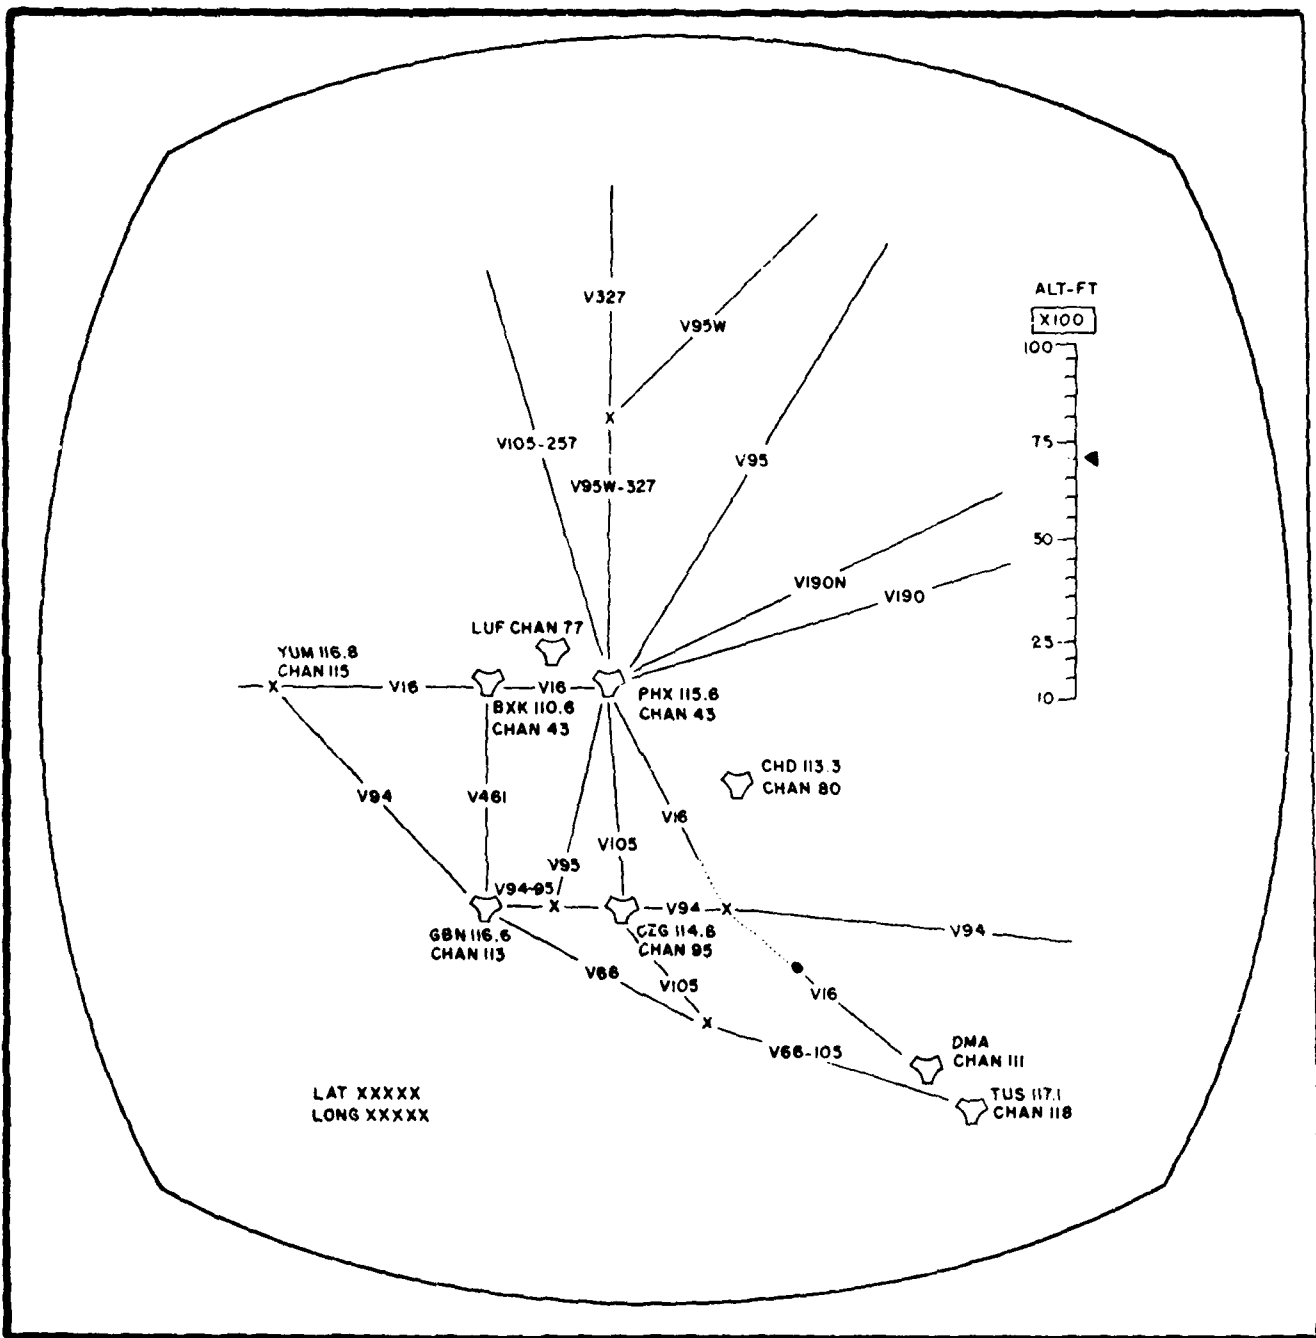 V327
V95W
ALT-FT
X100
100
V105-257
75
V95
V95W-327
50
V190N
V190
LUF CHAN 77
25
YUM 116.8
CHAN 115
V16
V16
10
BXK 110.6
CHAN 43
PHX 115.6
CHAN 43
CHD 113.3
CHAN 80
V94
V461
V16
V105
V95
V94-95
V94
GBN 116.6
CHAN 113
CZG 114.8
CHAN 95
V94
V66
V105
V16
V66-105
DMA
CHAN 111
TUS 117.1
CHAN 118
LAT XXXXX
LONG XXXXX